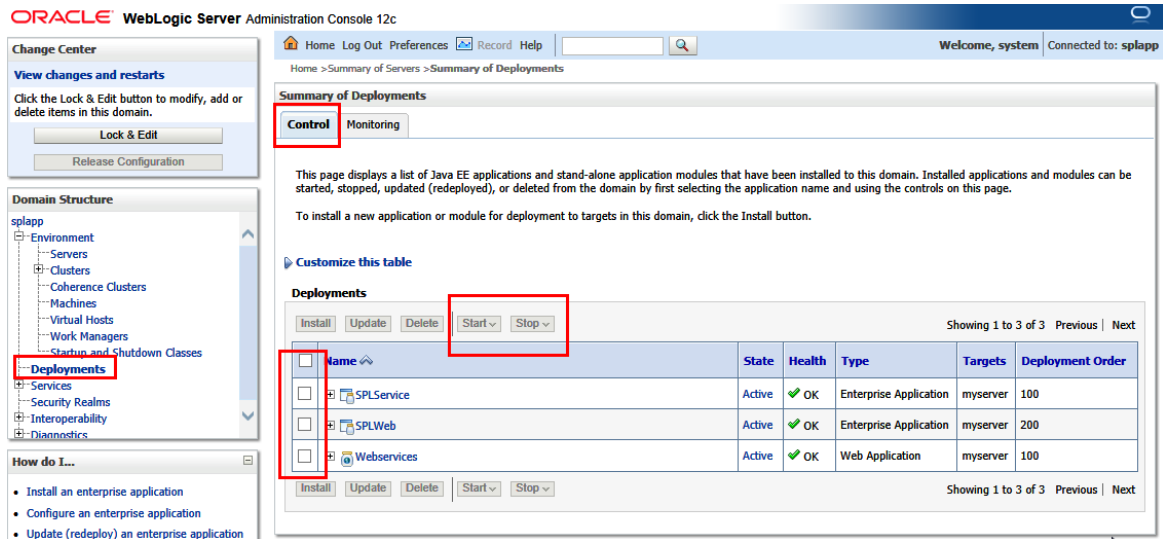 ORACLE WebLogic Server Administration Console 12c
Change Center
View changes and restarts
Click the Lock & Edit button to modify, add or
delete items in this domain.
Lock & Edit
Release Configuration
Domain Structure
splapp
Environment
Servers
Clusters
Coherence Clusters
Machines
Virtual Hosts
Work Managers
Startup and Shutdown Classes
Deployments
Services
Security Realms
Interoperability
Diagnostics
How do I...
• Install an enterprise application
• Configure an enterprise application
• Update (redeploy) an enterprise application
Home Log Out Preferences Record Help
Welcome, system Connected to: splapp
Home >Summary of Servers >Summary of Deployments
Summary of Deployments
Control Monitoring
This page displays a list of Java EE applications and stand-alone application modules that have been installed to this domain. Installed applications and modules can be
started, stopped, updated (redeployed), or deleted from the domain by first selecting the application name and using the controls on this page.
To install a new application or module for deployment to targets in this domain, click the Install button.
Customize this table
Deployments
Install Update Delete Start Stop Showing 1 to 3 of 3 Previous | Next
Name State Health Type Targets Deployment Order
SPLService Active OK Enterprise Application myserver 100
SPLWeb Active OK Enterprise Application myserver 200
Webservices Active OK Web Application myserver 100
Install Update Delete Start Stop Showing 1 to 3 of 3 Previous | Next